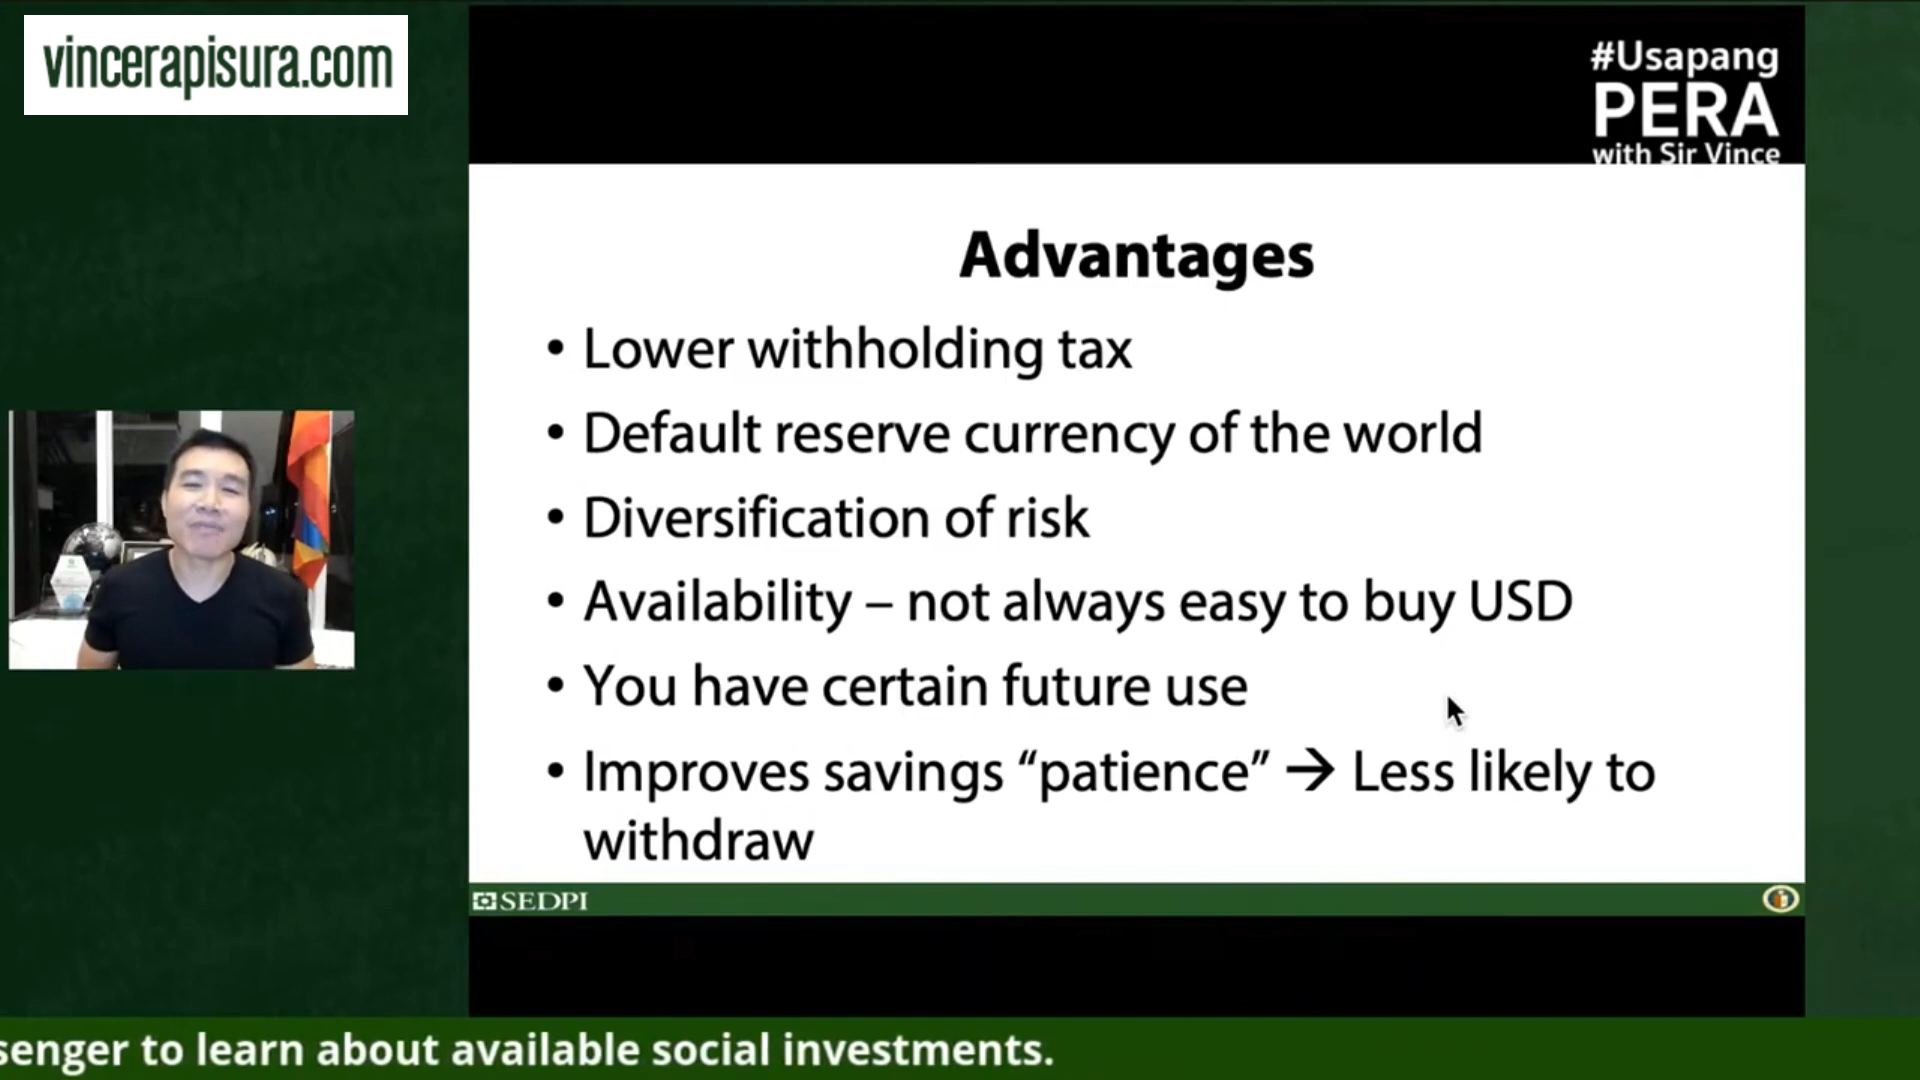 vincerapisura.com
#Usapang
PERA
with Sir Vince
Advantages
• Lower withholding tax
• Default reserve currency of the world
• Diversification of risk
• Availability – not always easy to buy USD
• You have certain future use
• Improves savings “patience” → Less likely to
withdraw
SEDPI
senger to learn about available social investments.